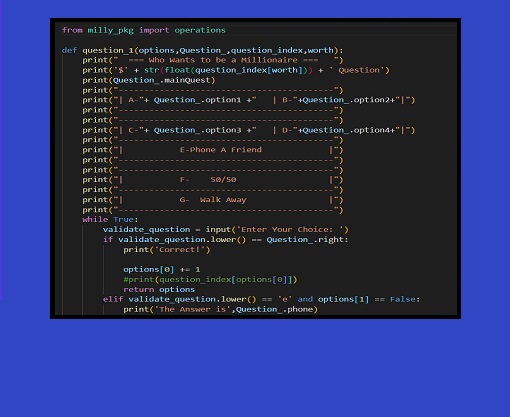 from milly_pkg import operations
def question_1(options,Question_,question_index,worth):
print("  === Who Wants to be a Millionaire ===   ")
print('$' + str(float(question_index[worth])) + ' Question')
print(Question_.mainQuest)
print("-----------------------------------------")
print("| A-"+ Question_.option1 +"   | B-"+Question_.option2+"|")
print("-----------------------------------------")
print("-----------------------------------------")
print("| C-"+ Question_.option3 +"   | D-"+Question_.option4+"|")
print("-----------------------------------------")
print("|           E-Phone A Friend             |")
print("-----------------------------------------")
print("-----------------------------------------")
print("|           F-    50/50                  |")
print("-----------------------------------------")
print("|           G-  Walk Away                |")
print("-----------------------------------------")
while True:
validate_question = input('Enter Your Choice: ')
if validate_question.lower() == Question_.right:
print('Correct!')
options[0] += 1
#print(question_index[options[0]])
return options
elif validate_question.lower() == 'e' and options[1] == False:
print('The Answer is',Question_.phone)